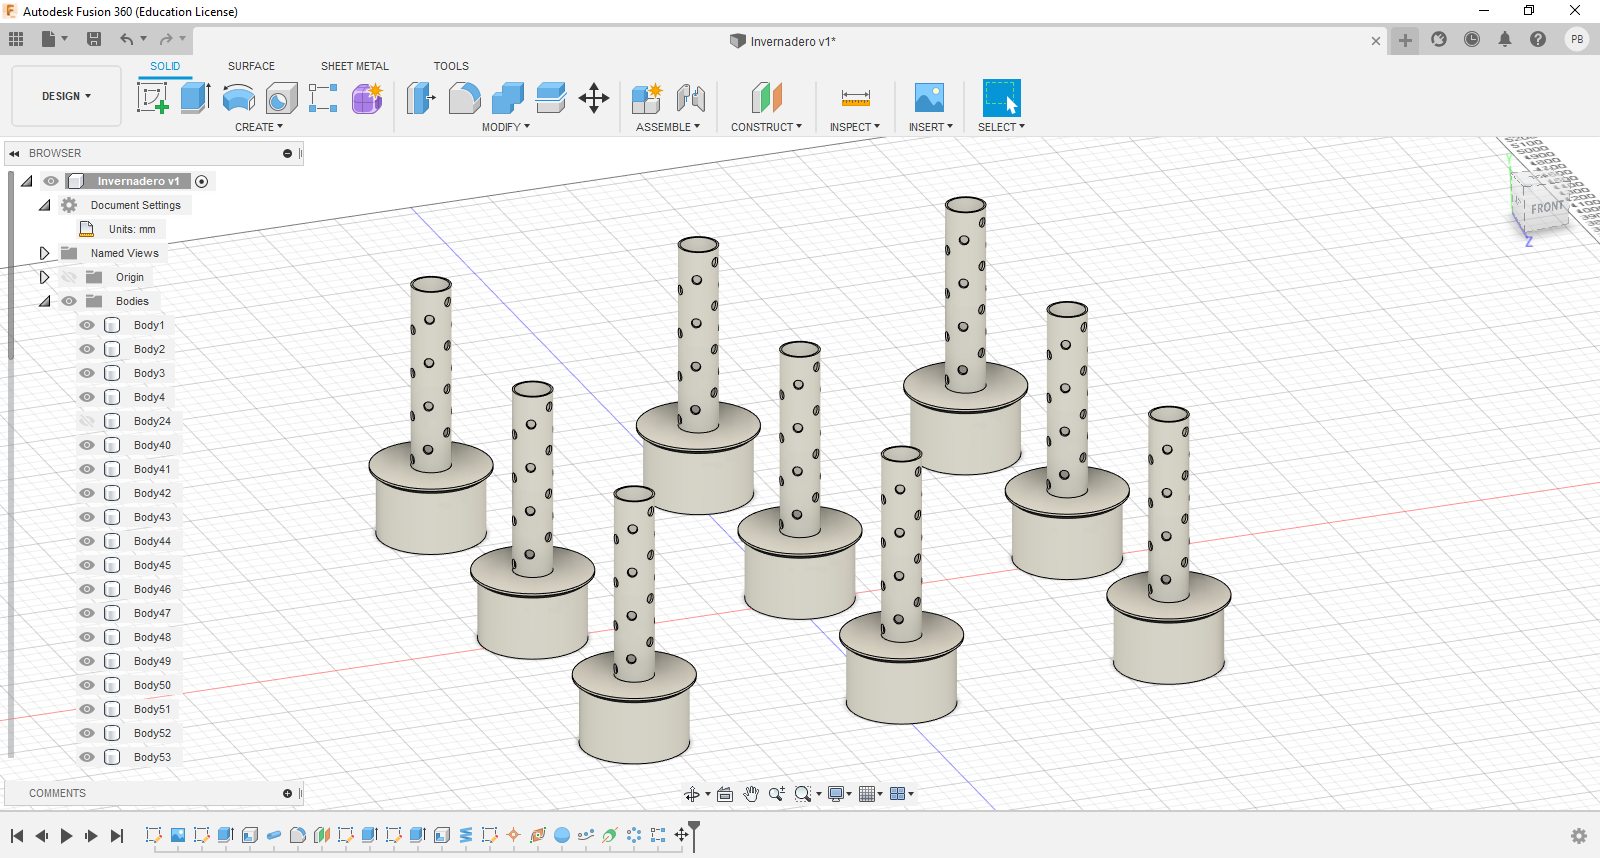 Autodesk Fusion 360 (Education License)
Invernadero v1*
PB
SOLID SURFACE SHEET METAL TOOLS
DESIGN
CREATE MODIFY ASSEMBLE CONSTRUCT INSPECT INSERT SELECT
BROWSER
Invernadero v1
Document Settings
Units: mm
Named Views
Origin
Bodies
Body1
Body2
Body3
Body4
Body24
Body40
Body41
Body42
Body43
Body44
Body45
Body46
Body47
Body48
Body49
Body50
Body51
Body52
Body53
FRONT
Z
COMMENTS